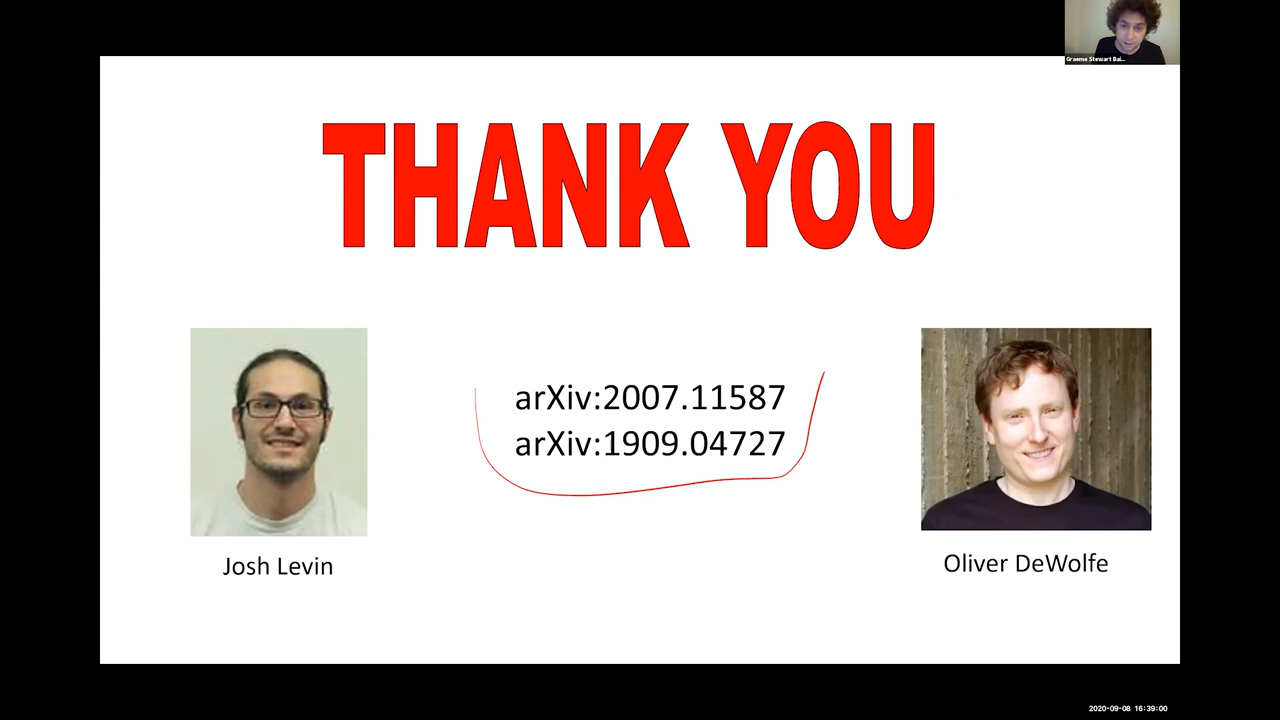 Graeme Stewart Bai...
THANK YOU
arXiv:2007.11587
arXiv:1909.04727
Josh Levin
Oliver DeWolfe
2020-09-08 16:39:00